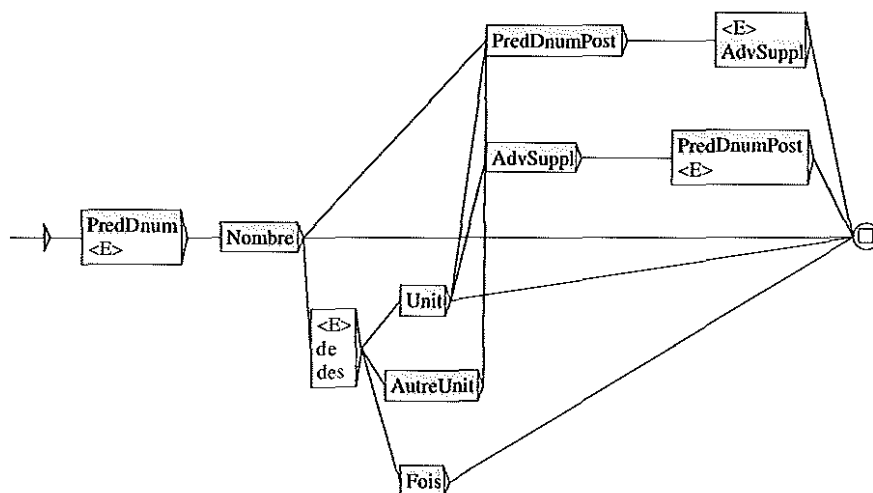 PredDnumPost
<E>
AdvSuppl
AdvSuppl
PredDnumPost
<E>
PredDnum
<E>
Nombre
Unit
<E>
de
des
AutreUnit
Fois